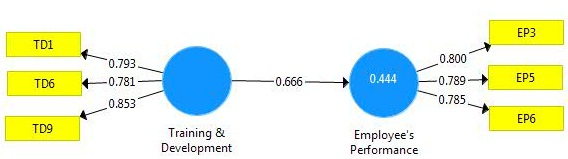 TD1
TD6
TD9
0.793
0.781
0.853
Training &
Development
0.666
0.444
Employee's
Performance
0.800
0.789
0.785
EP3
EP5
EP6